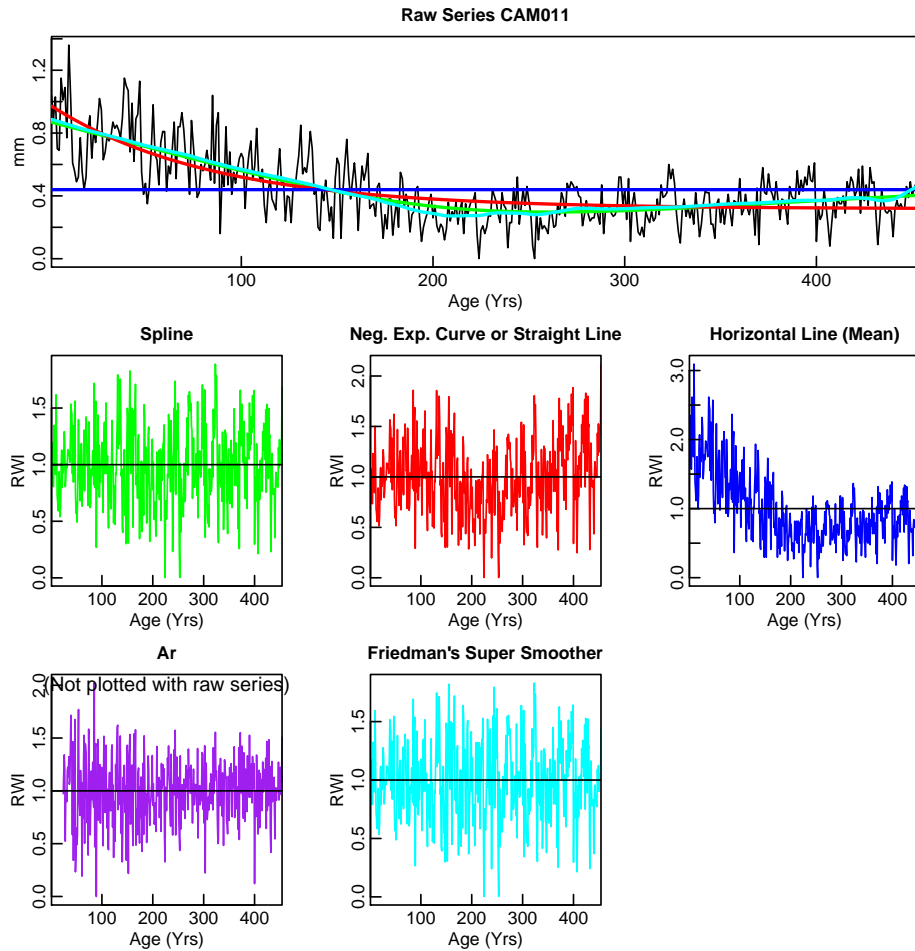 Raw Series CAM011
mm
0.0 0.4 0.8 1.2
100 200 300 400
Age (Yrs)
Spline
RWI
0.0 0.5 1.0 1.5
100 200 300 400
Age (Yrs)
Neg. Exp. Curve or Straight Line
RWI
0.0 0.5 1.0 1.5 2.0
100 200 300 400
Age (Yrs)
Horizontal Line (Mean)
RWI
0.0 1.0 2.0 3.0
100 200 300 400
Age (Yrs)
Ar
(Not plotted with raw series)
RWI
0.0 0.5 1.0 1.5 2.0
100 200 300 400
Age (Yrs)
Friedman's Super Smoother
RWI
0.0 0.5 1.0 1.5
100 200 300 400
Age (Yrs)